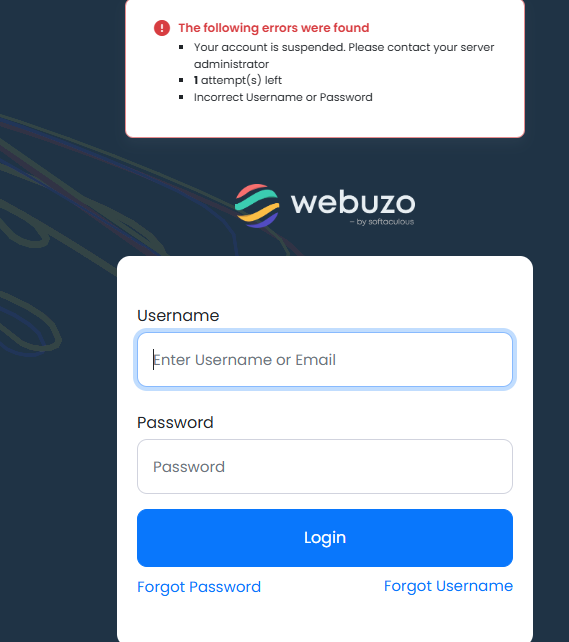 The following errors were found
Your account is suspended. Please contact your server
administrator
1 attempt(s) left
Incorrect Username or Password
webuzo
– by softaculous
Username
Enter Username or Email
Password
Password
Login
Forgot Password Forgot Username